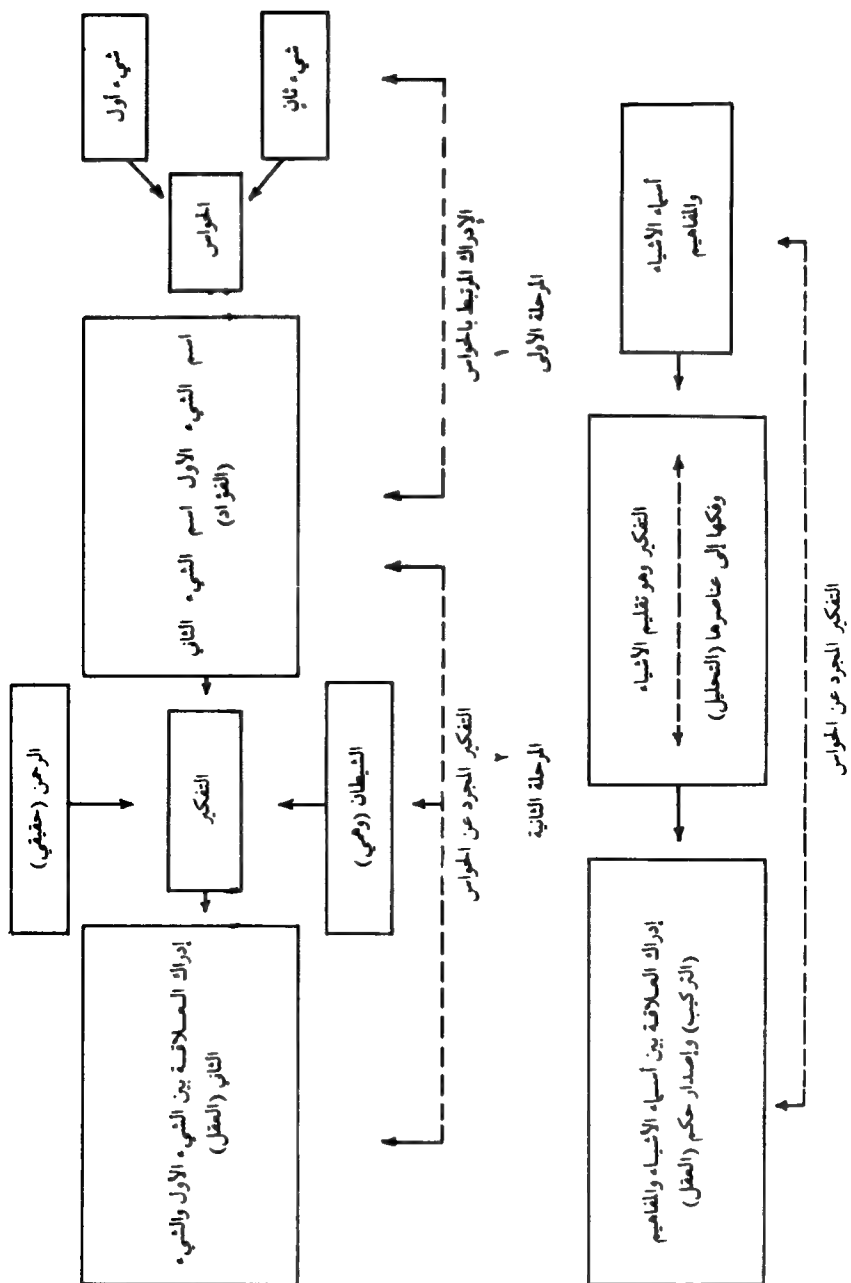 شيء أول
شيء ثانٍ
الحواس
اسم الشيء الأول اسم الشيء الثاني
(الفؤاد)
الرحمن (حقيقي)
التفكير
الشيطان (وهمي)
إدراك العلاقة بين الشيء الأول والشيء
الثاني (العقل)
الإدراك المرتبط بالحواس
١
المرحلة الأولى
التفكير المجرد عن الحواس
٢
المرحلة الثانية
أسماء الأشياء
والمفاهيم
التفكير وهو تقليم الأشياء
وفكها إلى عناصرها (التحليل)
إدراك العلاقة بين أسماء الأشياء والمفاهيم
(التركيب) وإصدار حكم (العقل)
التفكير المجرد عن الحواس